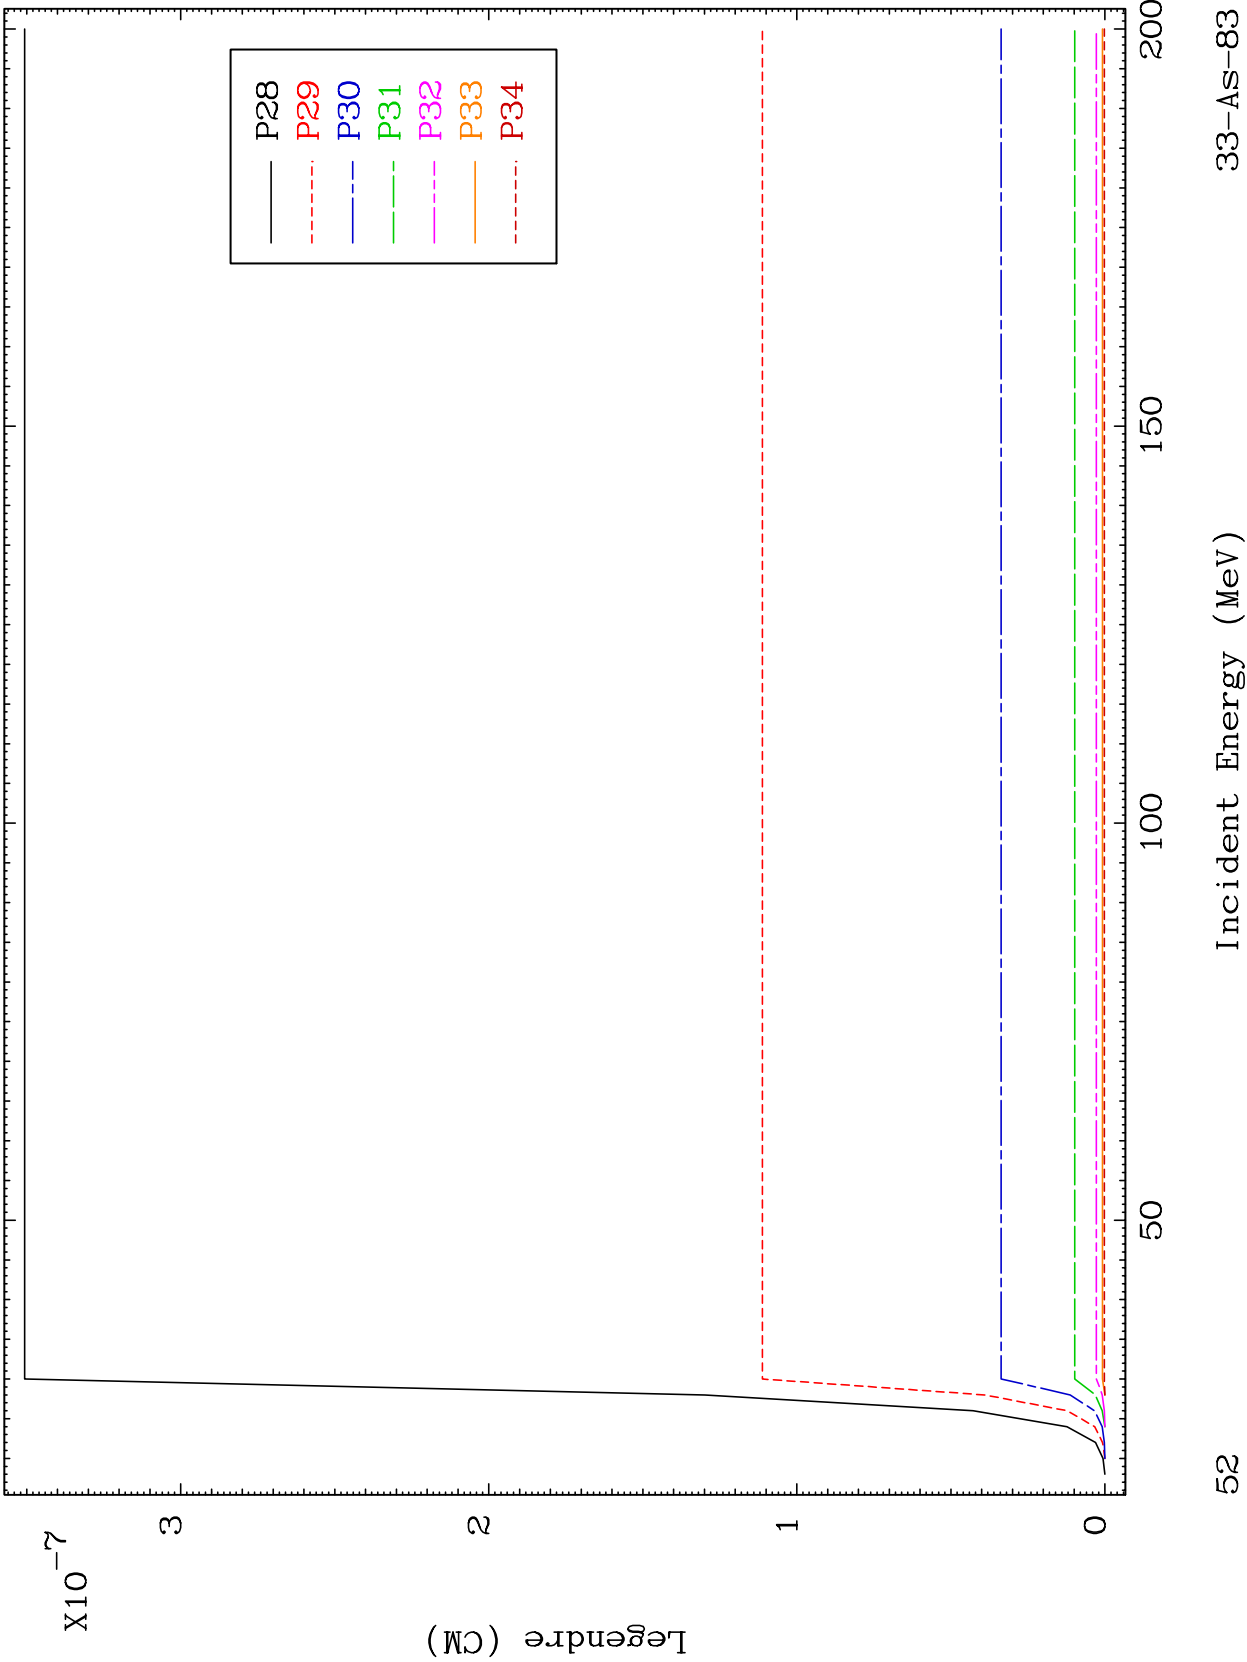 X10-7
3
2
1
0
Legendre (CM)
P28
P29
P30
P31
P32
P33
P34
50
100
150
200
52
Incident Energy (MeV)
33-As-83